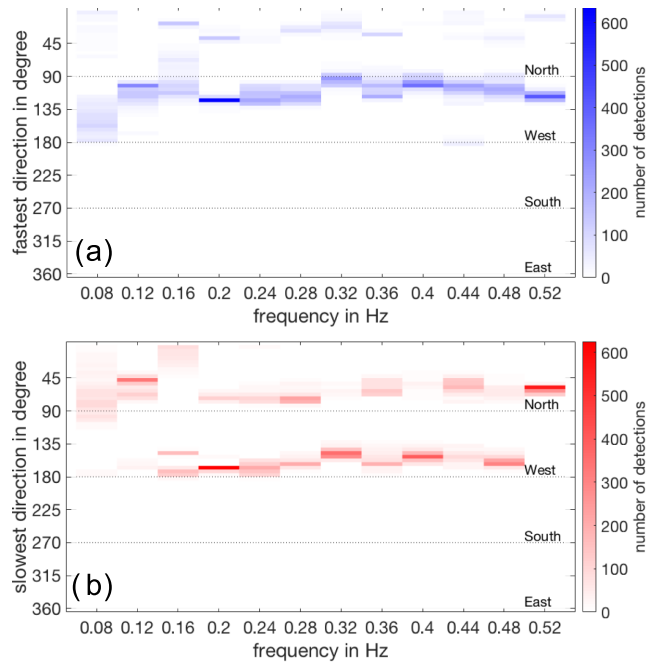 45
90
135
180
225
270
315
360
fastest direction in degree
North
West
South
East
(a)
0.08 0.12 0.16 0.2 0.24 0.28 0.32 0.36 0.4 0.44 0.48 0.52
frequency in Hz
600
500
400
300
200
100
0
number of detections
45
90
135
180
225
270
315
360
slowest direction in degree
North
West
South
East
(b)
0.08 0.12 0.16 0.2 0.24 0.28 0.32 0.36 0.4 0.44 0.48 0.52
frequency in Hz
600
500
400
300
200
100
0
number of detections